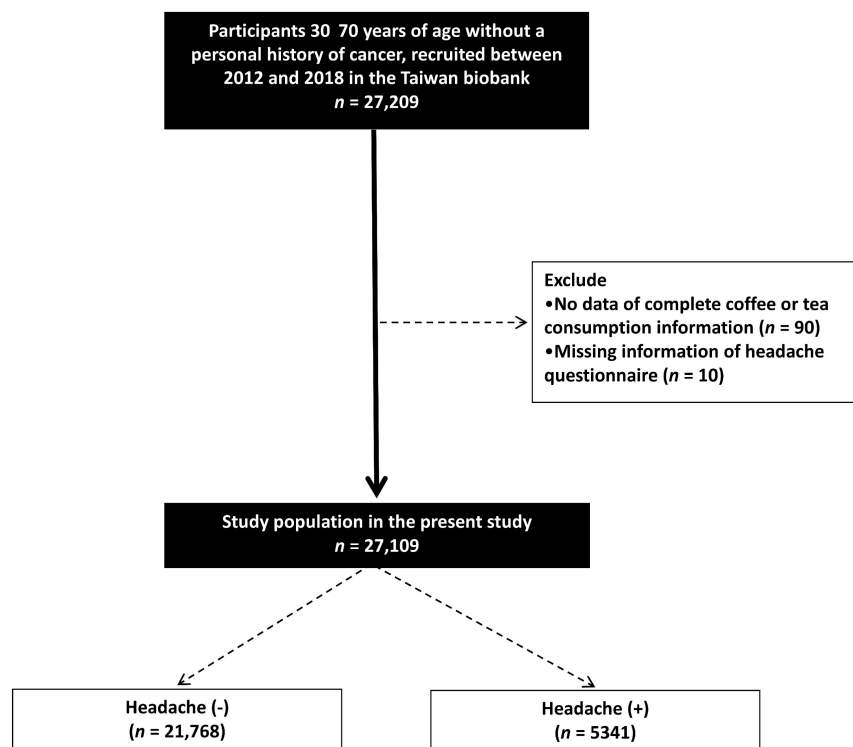 Participants 30 70 years of age without a
personal history of cancer, recruited between
2012 and 2018 in the Taiwan biobank
n = 27,209
Exclude
•No data of complete coffee or tea
consumption information (n = 90)
•Missing information of headache
questionnaire (n = 10)
Study population in the present study
n = 27,109
Headache (-)
(n = 21,768)
Headache (+)
(n = 5341)